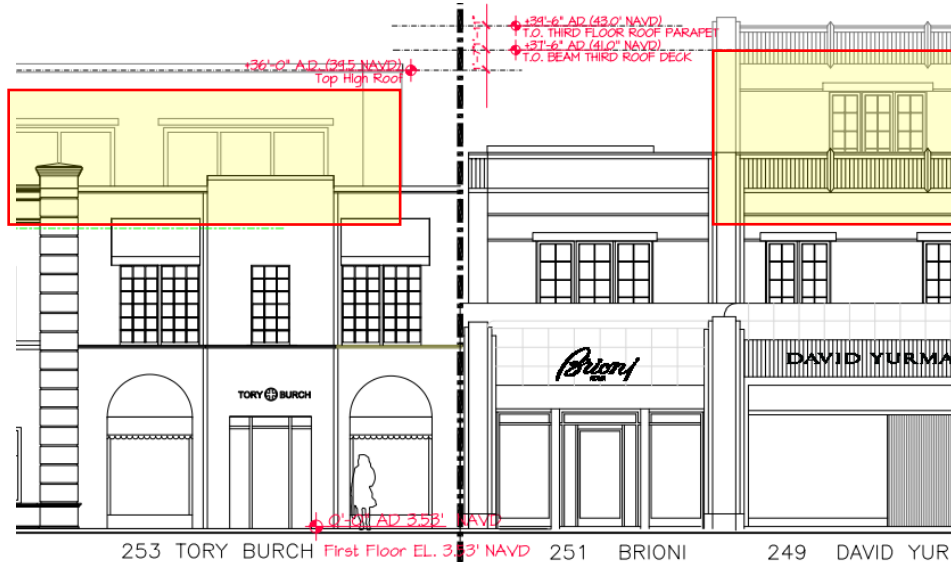 +39'-6" AD (43.0' NAVD)
T.O. THIRD FLOOR ROOF PARAPET
+37'-6" AD (41.0' NAVD)
T.O. BEAM THIRD ROOF DECK
+36'-0" A.D. (39.5 NAVD)
Top High Roof
Brioni
DAVID YURMA
TORY BURCH
0'-0" AD 3.53' NAVD
First Floor EL. 3.53' NAVD
253 TORY BURCH
251 BRIONI
249 DAVID YUR